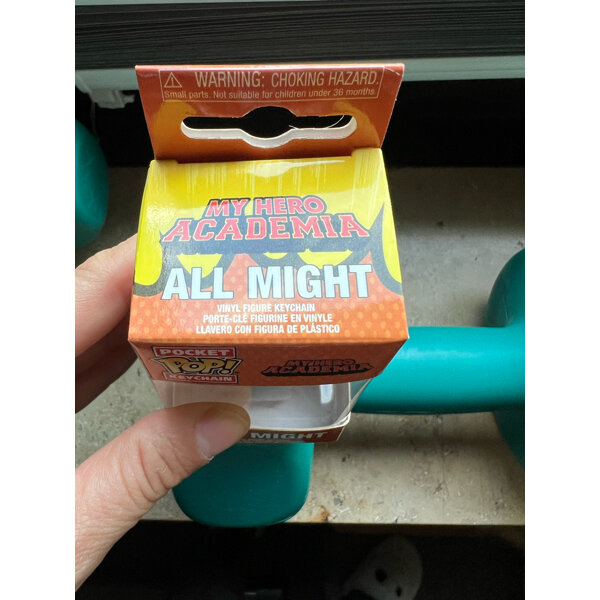 ⚠ WARNING: CHOKING HAZARD.
Small parts. Not suitable for children under 36 months.
MY HERO
ACADEMIA
ALL MIGHT
VINYL FIGURE KEYCHAIN
PORTE-CLÉ FIGURINE EN VINYLE
LLAVERO CON FIGURA DE PLÁSTICO
POCKET
POP!
KEYCHAIN
MY HERO
ACADEMIA
MIGHT